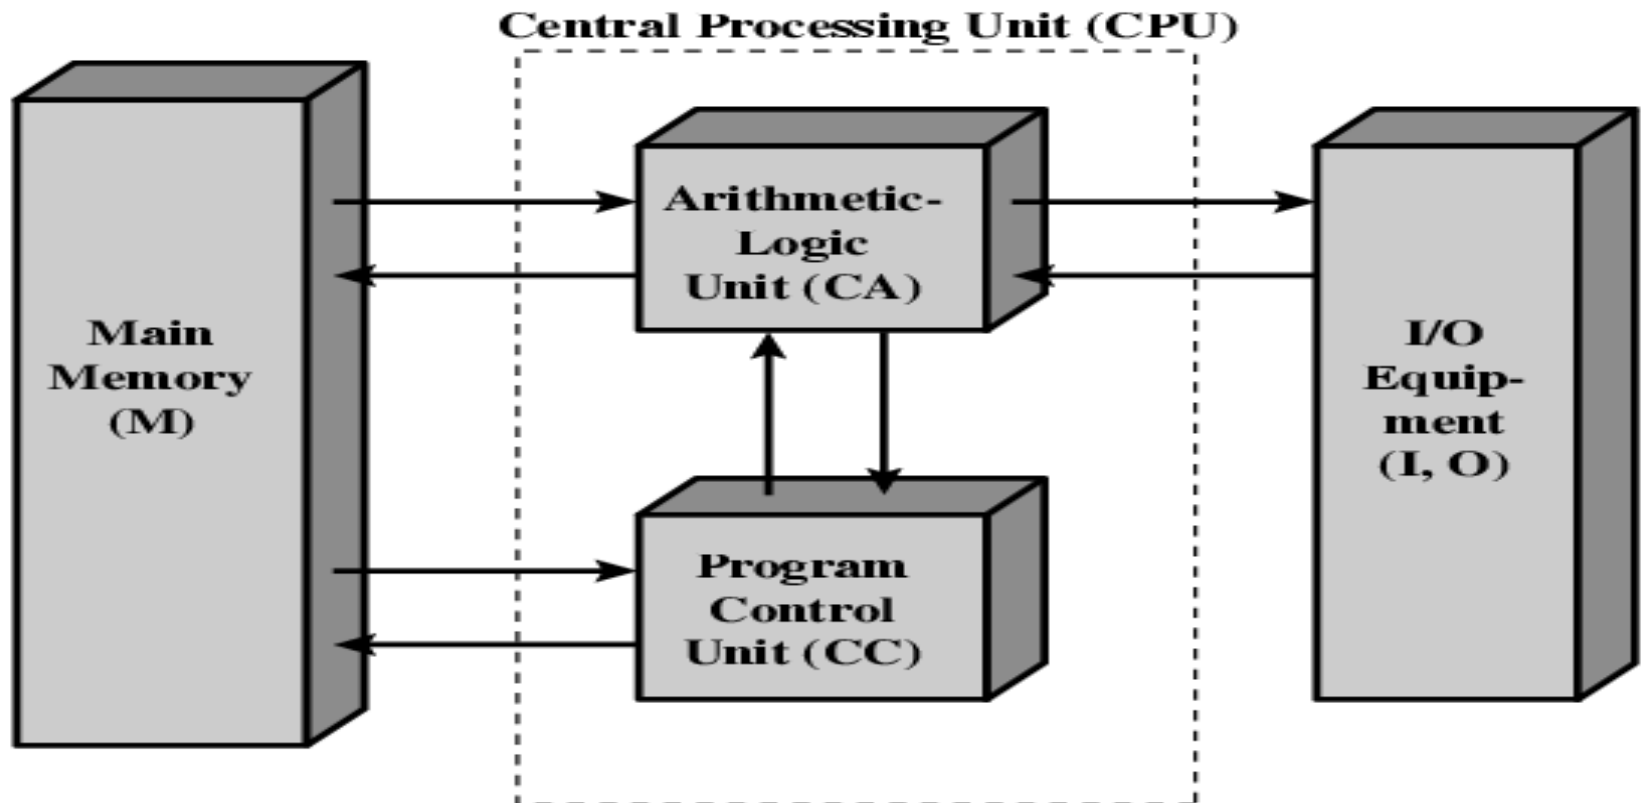 Central Processing Unit (CPU)
Main
Memory
(M)
Arithmetic-
Logic
Unit (CA)
Program
Control
Unit (CC)
I/O
Equip-
ment
(I, O)